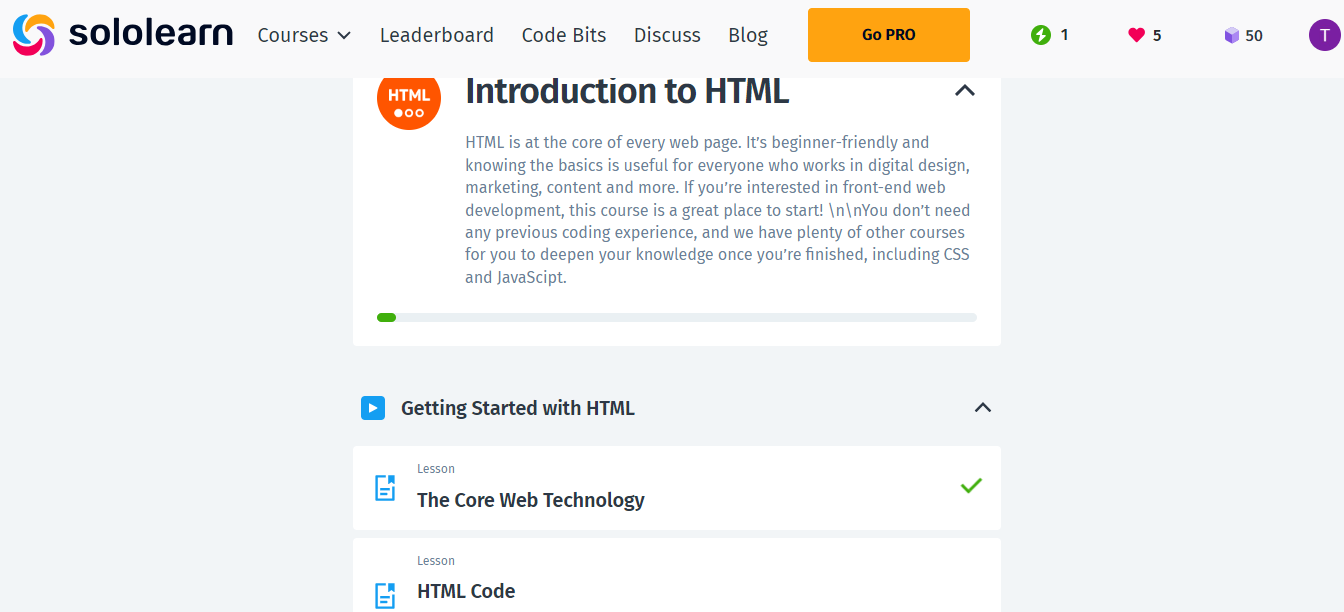 sololearn Courses Leaderboard Code Bits Discuss Blog Go PRO 1 5 50 T
HTML
Introduction to HTML
HTML is at the core of every web page. It’s beginner-friendly and
knowing the basics is useful for everyone who works in digital design,
marketing, content and more. If you’re interested in front-end web
development, this course is a great place to start! \n\nYou don’t need
any previous coding experience, and we have plenty of other courses
for you to deepen your knowledge once you’re finished, including CSS
and JavaScipt.
Getting Started with HTML
Lesson
The Core Web Technology
Lesson
HTML Code